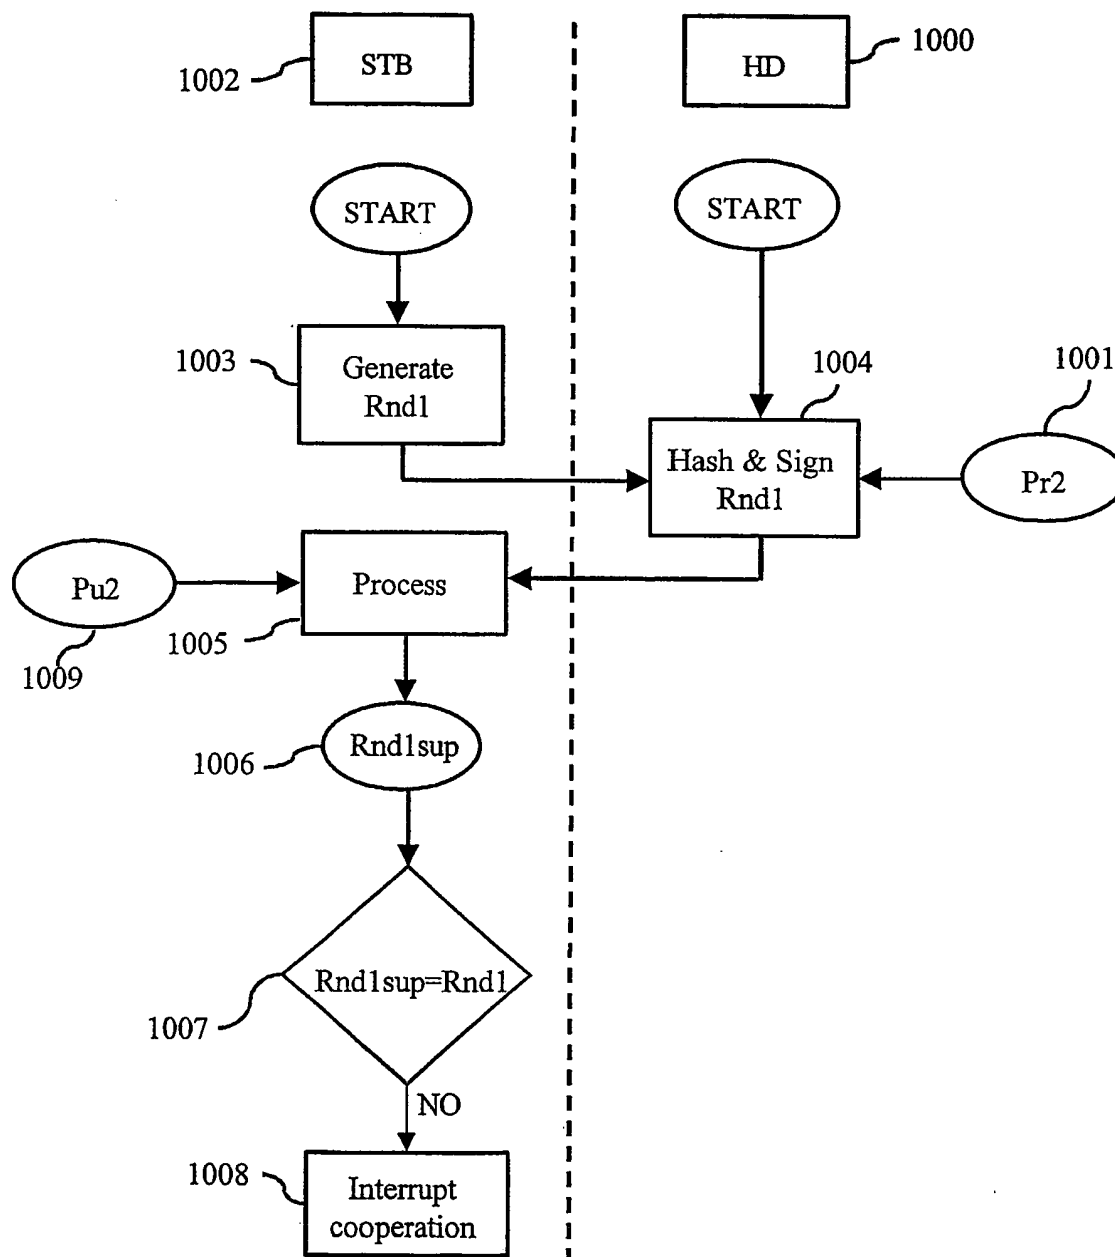 STB
1002
HD
1000
START
START
1003
Generate
Rnd1
1004
1001
Hash & Sign
Rnd1
Pr2
Pu2
Process
1005
1009
Rnd1sup
1006
Rnd1sup=Rnd1
1007
NO
1008
Interrupt
cooperation